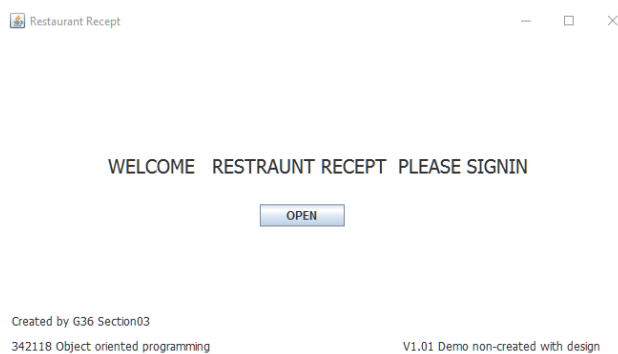 Restaurant Recept
WELCOME RESTRAUNT RECEPT PLEASE SIGNIN
OPEN
Created by G36 Section03
342118 Object oriented programming
V1.01 Demo non-created with design